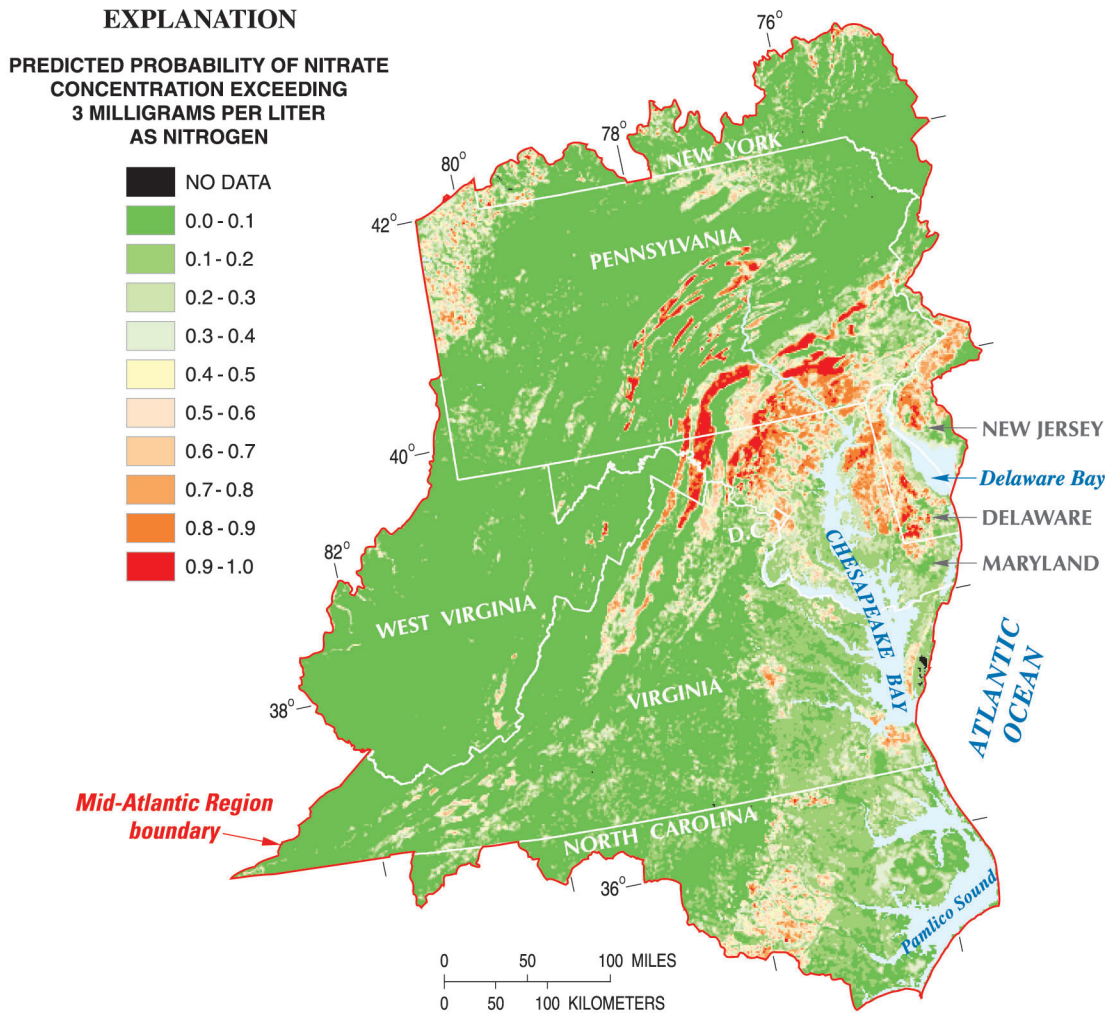 EXPLANATION
PREDICTED PROBABILITY OF NITRATE
CONCENTRATION EXCEEDING
3 MILLIGRAMS PER LITER
AS NITROGEN
NO DATA
0.0 - 0.1
0.1 - 0.2
0.2 - 0.3
0.3 - 0.4
0.4 - 0.5
0.5 - 0.6
0.6 - 0.7
0.7 - 0.8
0.8 - 0.9
0.9 - 1.0
76°
78°
80°
42°
40°
82°
38°
36°
NEW YORK
PENNSYLVANIA
NEW JERSEY
Delaware Bay
DELAWARE
MARYLAND
D.C.
CHESAPEAKE BAY
WEST VIRGINIA
VIRGINIA
ATLANTIC
OCEAN
Mid-Atlantic Region
boundary
NORTH CAROLINA
Pamlico Sound
0 50 100 MILES
0 50 100 KILOMETERS